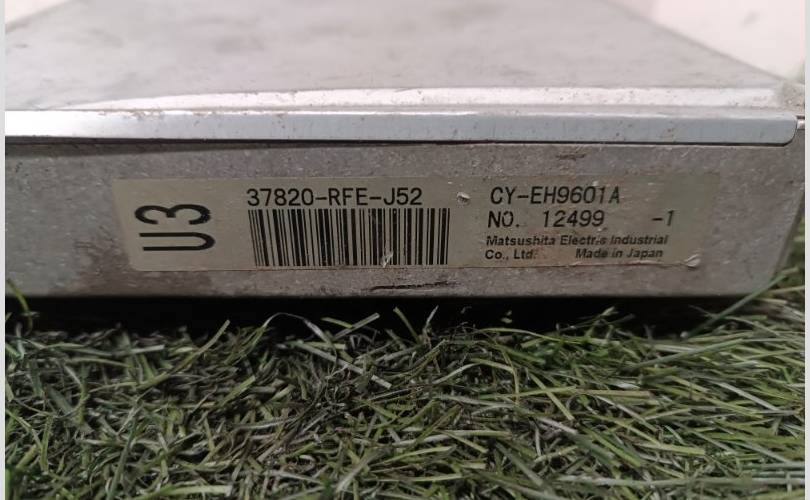 U3
37820-RFE-J52
CY-EH9601A
NO. 12499 -1
Matsushita Electric Industrial
Co., Ltd. Made in Japan